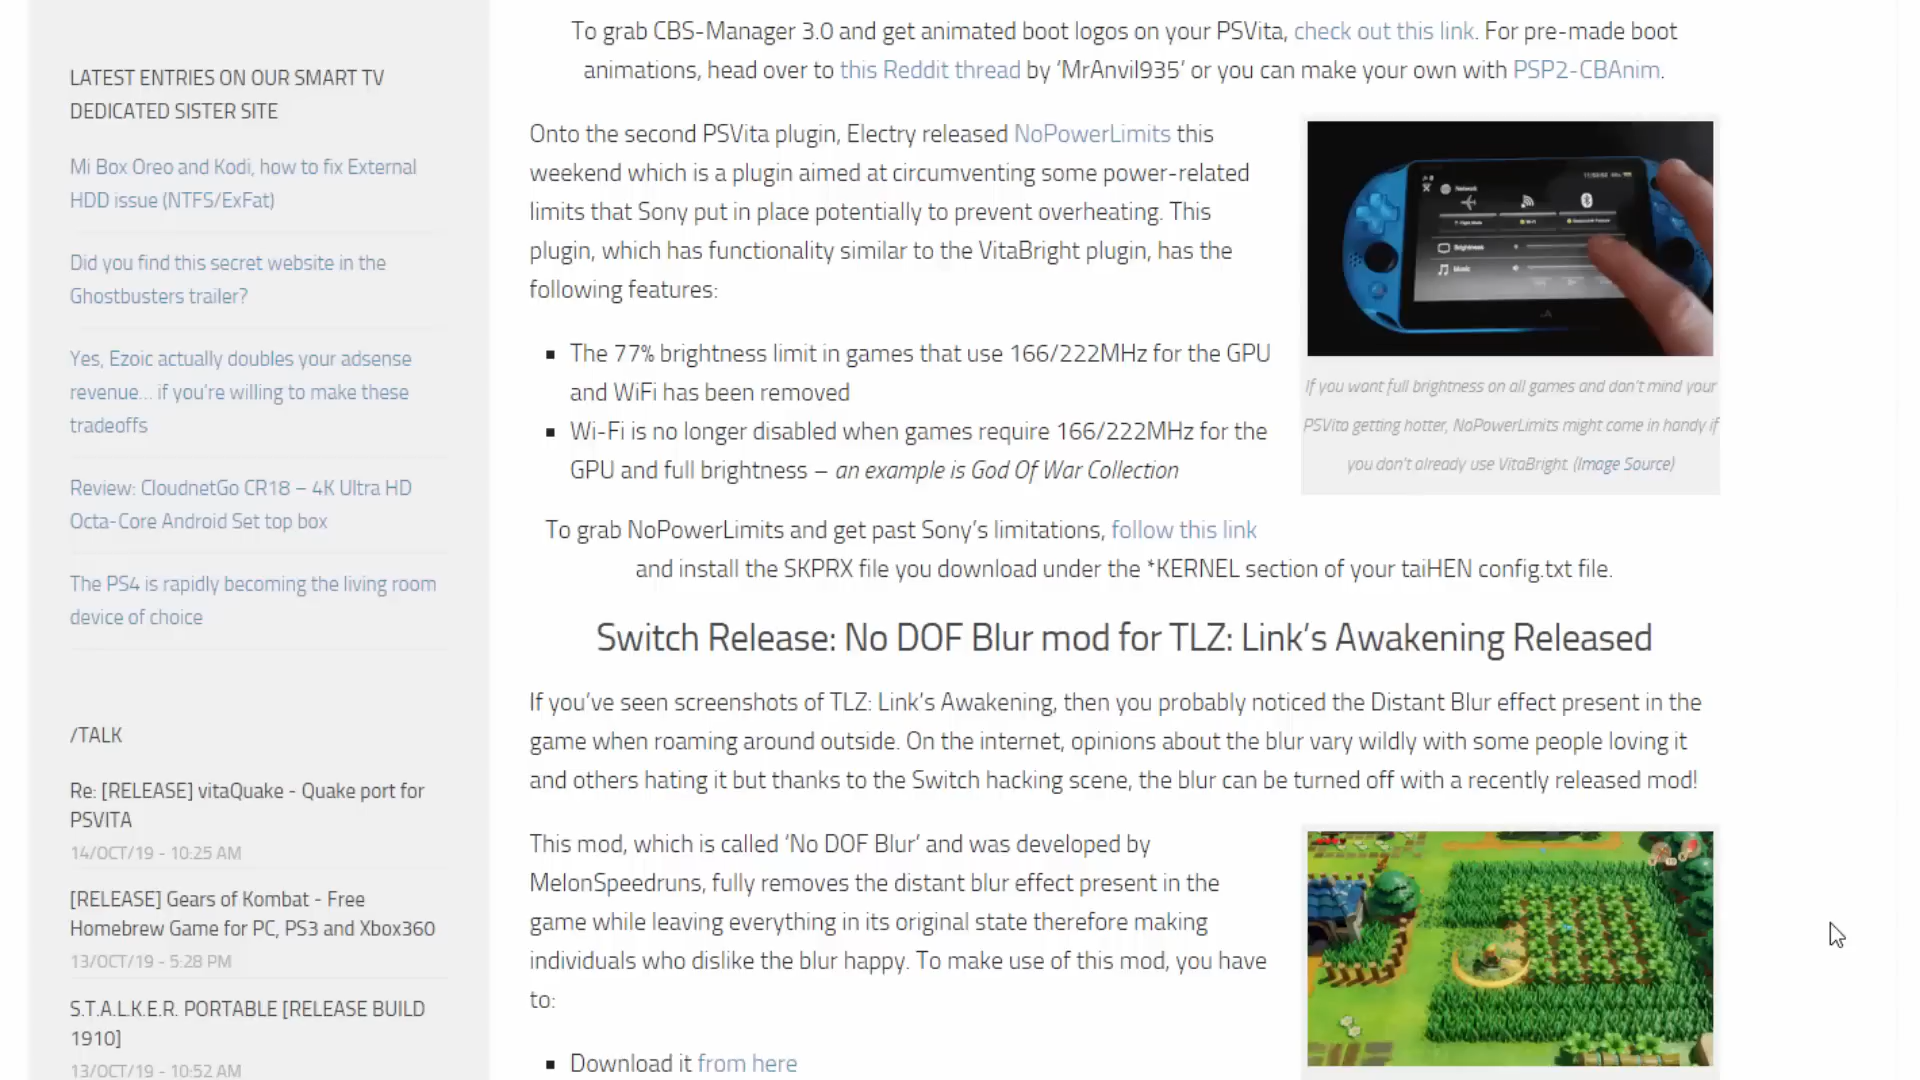 LATEST ENTRIES ON OUR SMART TV
DEDICATED SISTER SITE
Mi Box Oreo and Kodi, how to fix External
HDD issue (NTFS/ExFat)
Did you find this secret website in the
Ghostbusters trailer?
Yes, Ezoic actually doubles your adsense
revenue... if you're willing to make these
tradeoffs
Review: CloudnetGo CR18 – 4K Ultra HD
Octa-Core Android Set top box
The PS4 is rapidly becoming the living room
device of choice
/TALK
Re: [RELEASE] vitaQuake - Quake port for
PSVITA
14/OCT/19 - 10:25 AM
[RELEASE] Gears of Kombat - Free
Homebrew Game for PC, PS3 and Xbox360
13/OCT/19 - 5:28 PM
S.T.A.L.K.E.R. PORTABLE [RELEASE BUILD
1910]
13/OCT/19 - 10:52 AM
To grab CBS-Manager 3.0 and get animated boot logos on your PSVita, check out this link. For pre-made boot
animations, head over to this Reddit thread by ‘MrAnvil935’ or you can make your own with PSP2-CBAnim.
Onto the second PSVita plugin, Electry released NoPowerLimits this
weekend which is a plugin aimed at circumventing some power-related
limits that Sony put in place potentially to prevent overheating. This
plugin, which has functionality similar to the VitaBright plugin, has the
following features:
▪ The 77% brightness limit in games that use 166/222MHz for the GPU
and WiFi has been removed
▪ Wi-Fi is no longer disabled when games require 166/222MHz for the
GPU and full brightness – an example is God Of War Collection
Network
Brightness
Music
If you want full brightness on all games and don't mind your
PSVita getting hotter, NoPowerLimits might come in handy if
you don't already use VitaBright. (Image Source)
To grab NoPowerLimits and get past Sony's limitations, follow this link
and install the SKPRX file you download under the *KERNEL section of your taiHEN config.txt file.
Switch Release: No DOF Blur mod for TLZ: Link's Awakening Released
If you've seen screenshots of TLZ: Link's Awakening, then you probably noticed the Distant Blur effect present in the
game when roaming around outside. On the internet, opinions about the blur vary wildly with some people loving it
and others hating it but thanks to the Switch hacking scene, the blur can be turned off with a recently released mod!
This mod, which is called ‘No DOF Blur’ and was developed by
MelonSpeedruns, fully removes the distant blur effect present in the
game while leaving everything in its original state therefore making
individuals who dislike the blur happy. To make use of this mod, you have
to:
▪ Download it from here